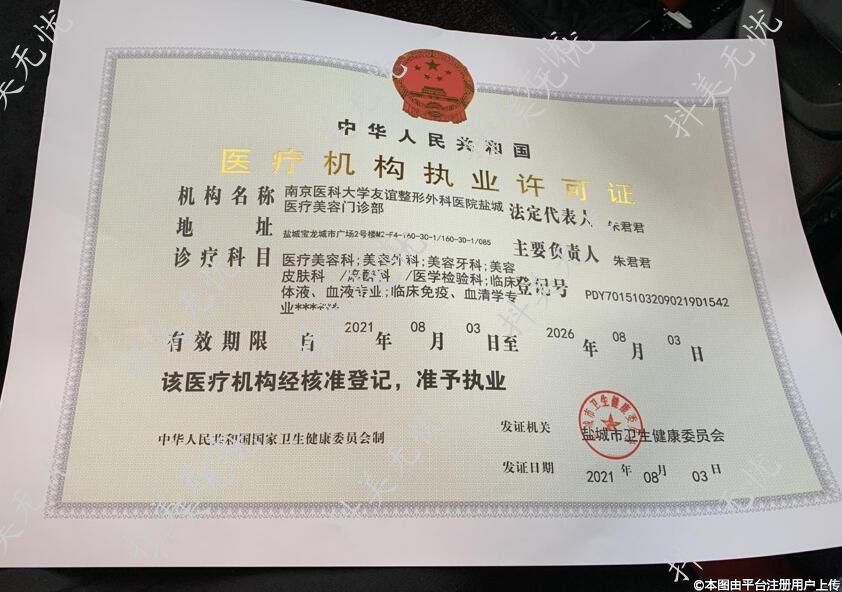 中华人民共和国
医疗机构执业许可证
机构名称 南京医科大学友谊整形外科医院盐城
医疗美容门诊部
法定代表人 朱君君
地址 盐城宝龙城市广场2号楼M2-F4-160-30-1/160-3D-1/085
主要负责人 朱君君
诊疗科目 医疗美容科;美容外科;美容牙科;美容
皮肤科 /麻醉科 /医学检验科;临床
体液、血液专业;临床免疫、血清学专
业******
登记号 PDY70151032090219D1542
有效期限 自 2021 年 08 月 03 日至 2026 年 08 月 03 日
该医疗机构经核准登记，准予执业
中华人民共和国国家卫生健康委员会制
发证机关 盐城市卫生健康委员会
发证日期 2021 年 08 月 03 日
抖美无忧
©本图由平台注册用户上传